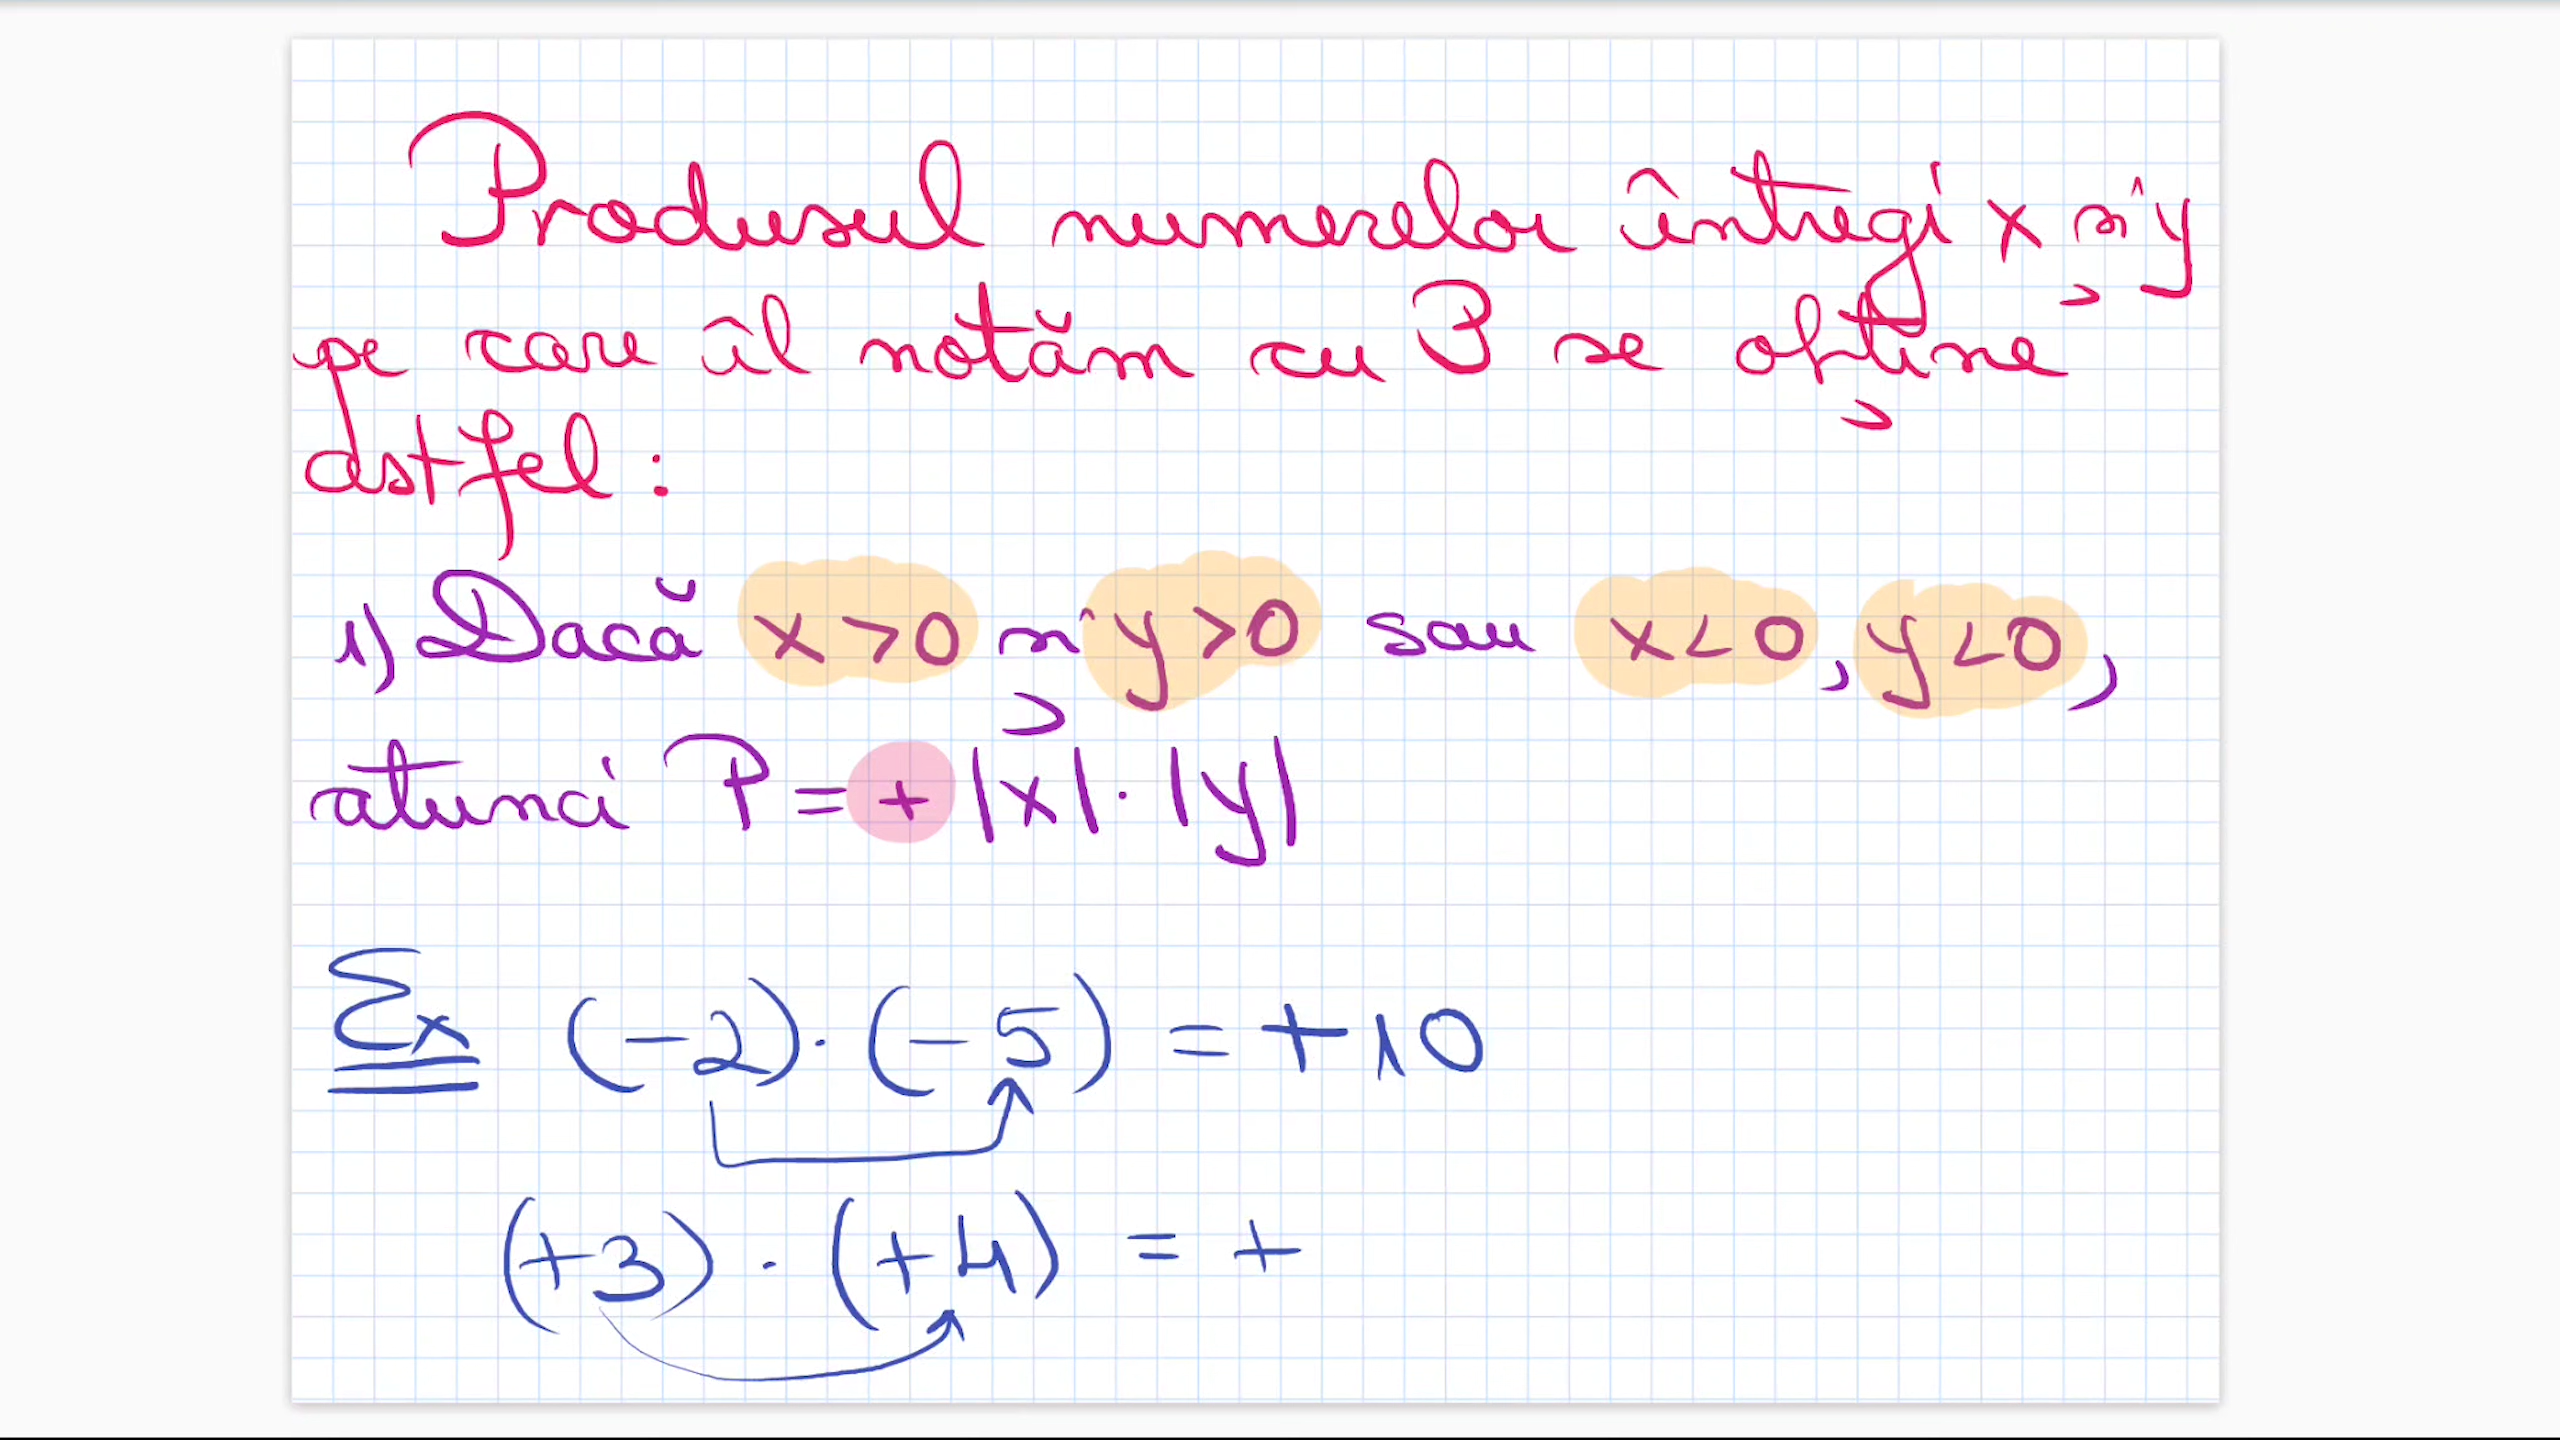 Produsul numerelor întregi x și y
pe care îl notăm cu P se obține
astfel:
1) Dacă x>0 și y>0 sau x<0, y<0,
atunci P = + |x| · |y|
Ex (-2) · (-5) = +10
(+3) · (+4) = +